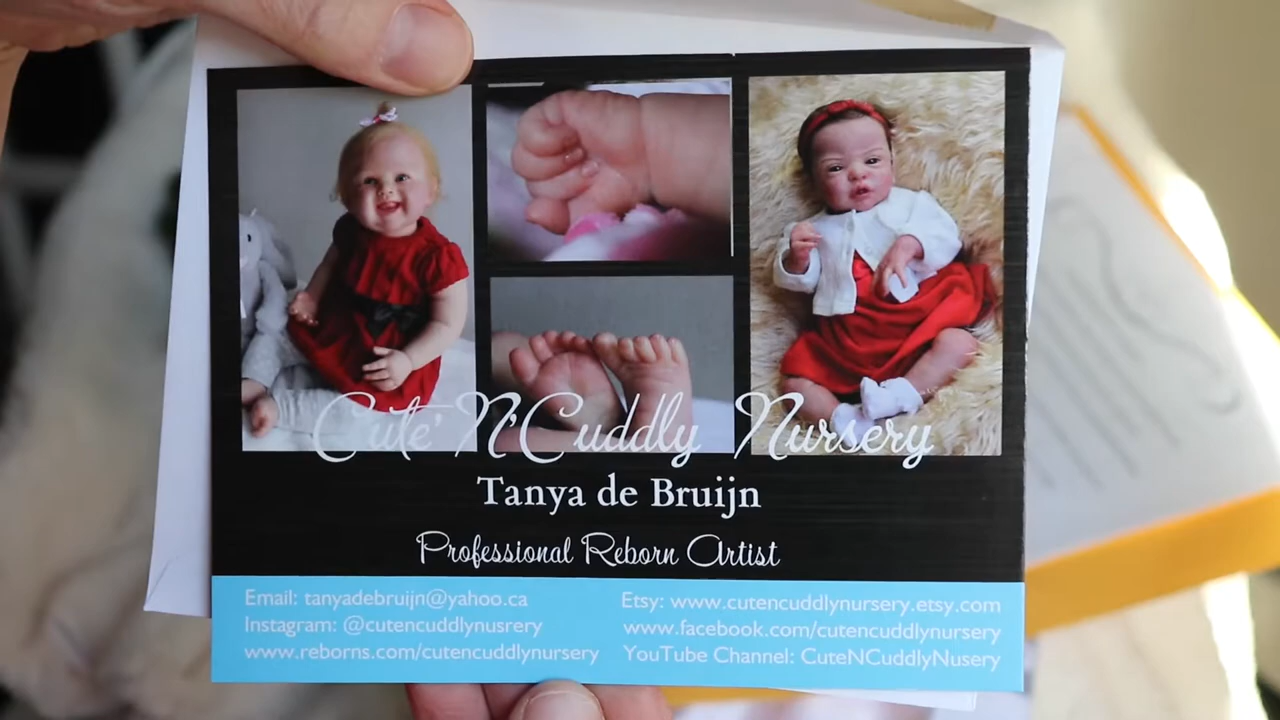 Cute' N' Cuddly Nursery
Tanya de Bruijn
Professional Reborn Artist
Email: tanyadebruijn@yahoo.ca
Instagram: @cutencuddlynusrery
www.reborns.com/cutencuddlynursery
Etsy: www.cutencuddlynursery.etsy.com
www.facebook.com/cutencuddlynursery
YouTube Channel: CuteNCuddlyNusery